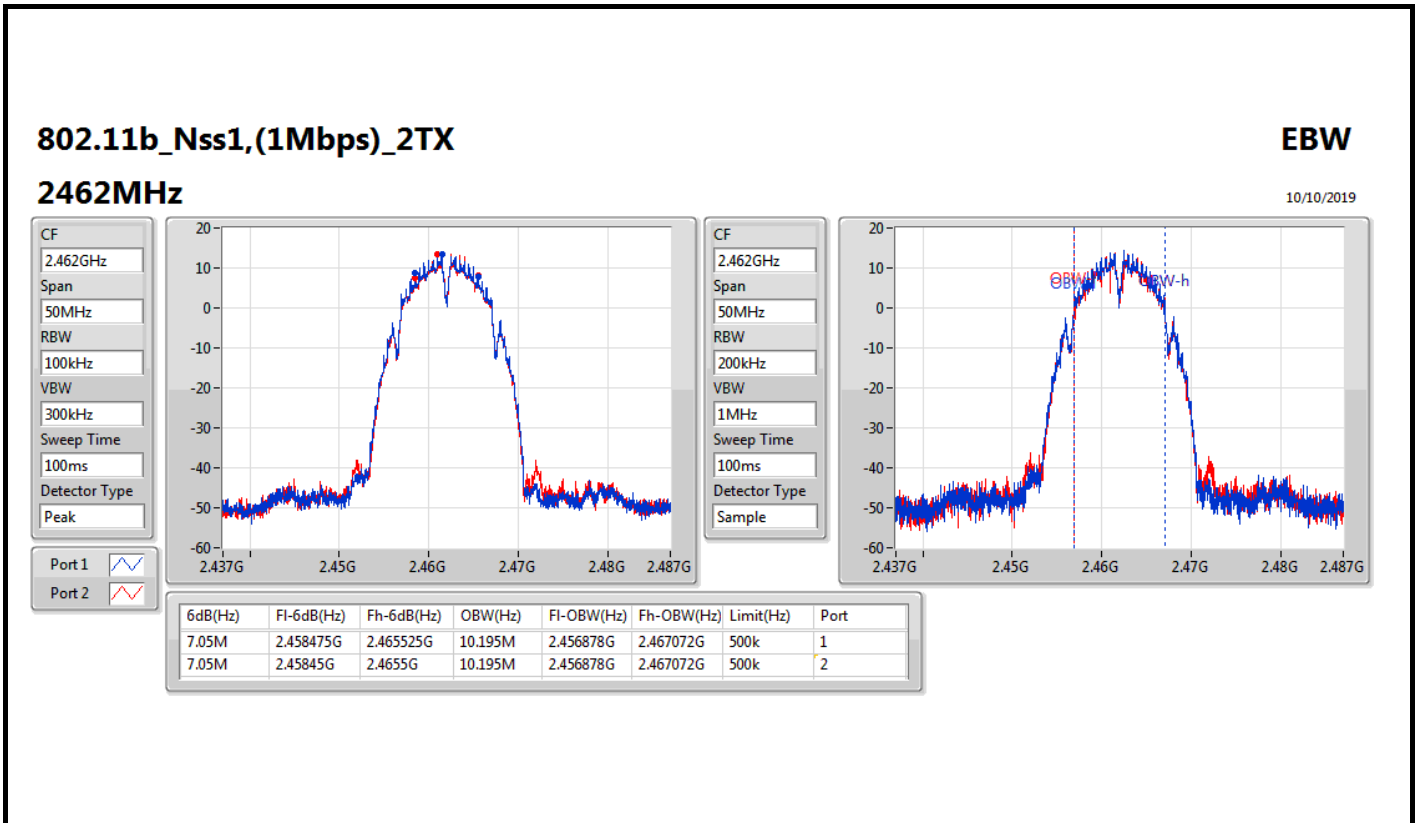 802.11b_Nss1,(1Mbps)_2TX
EBW
2462MHz
10/10/2019
CF
2.462GHz
Span
50MHz
RBW
100kHz
VBW
300kHz
Sweep Time
100ms
Detector Type
Peak
Port 1
Port 2
20
10
0
-10
-20
-30
-40
-50
-60
2.437G 2.45G 2.46G 2.47G 2.48G 2.487G
CF
2.462GHz
Span
50MHz
RBW
200kHz
VBW
1MHz
Sweep Time
100ms
Detector Type
Sample
20
10
0
-10
-20
-30
-40
-50
-60
OBW-h
2.437G 2.45G 2.46G 2.47G 2.48G 2.487G
6dB(Hz) Fl-6dB(Hz) Fh-6dB(Hz) OBW(Hz) Fl-OBW(Hz) Fh-OBW(Hz) Limit(Hz) Port
7.05M 2.458475G 2.465525G 10.195M 2.456878G 2.467072G 500k 1
7.05M 2.45845G 2.4655G 10.195M 2.456878G 2.467072G 500k 2